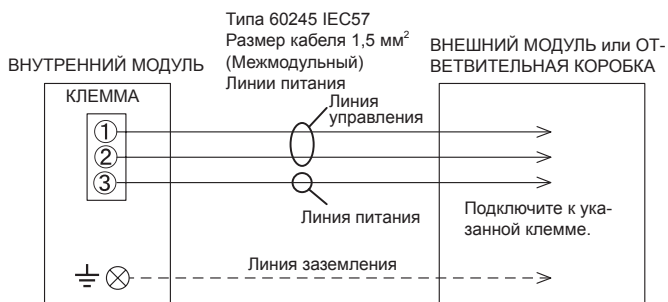 Типа 60245 IEC57
Размер кабеля 1,5 мм²
(Межмодульный)
Линии питания
ВНУТРЕННИЙ МОДУЛЬ
ВНЕШНИЙ МОДУЛЬ или ОТ-
ВЕТВИТЕЛЬНАЯ КОРОБКА
КЛЕММА
Линия
управления
1
2
3
Линия питания
Подключите к ука-
занной клемме.
Линия заземления